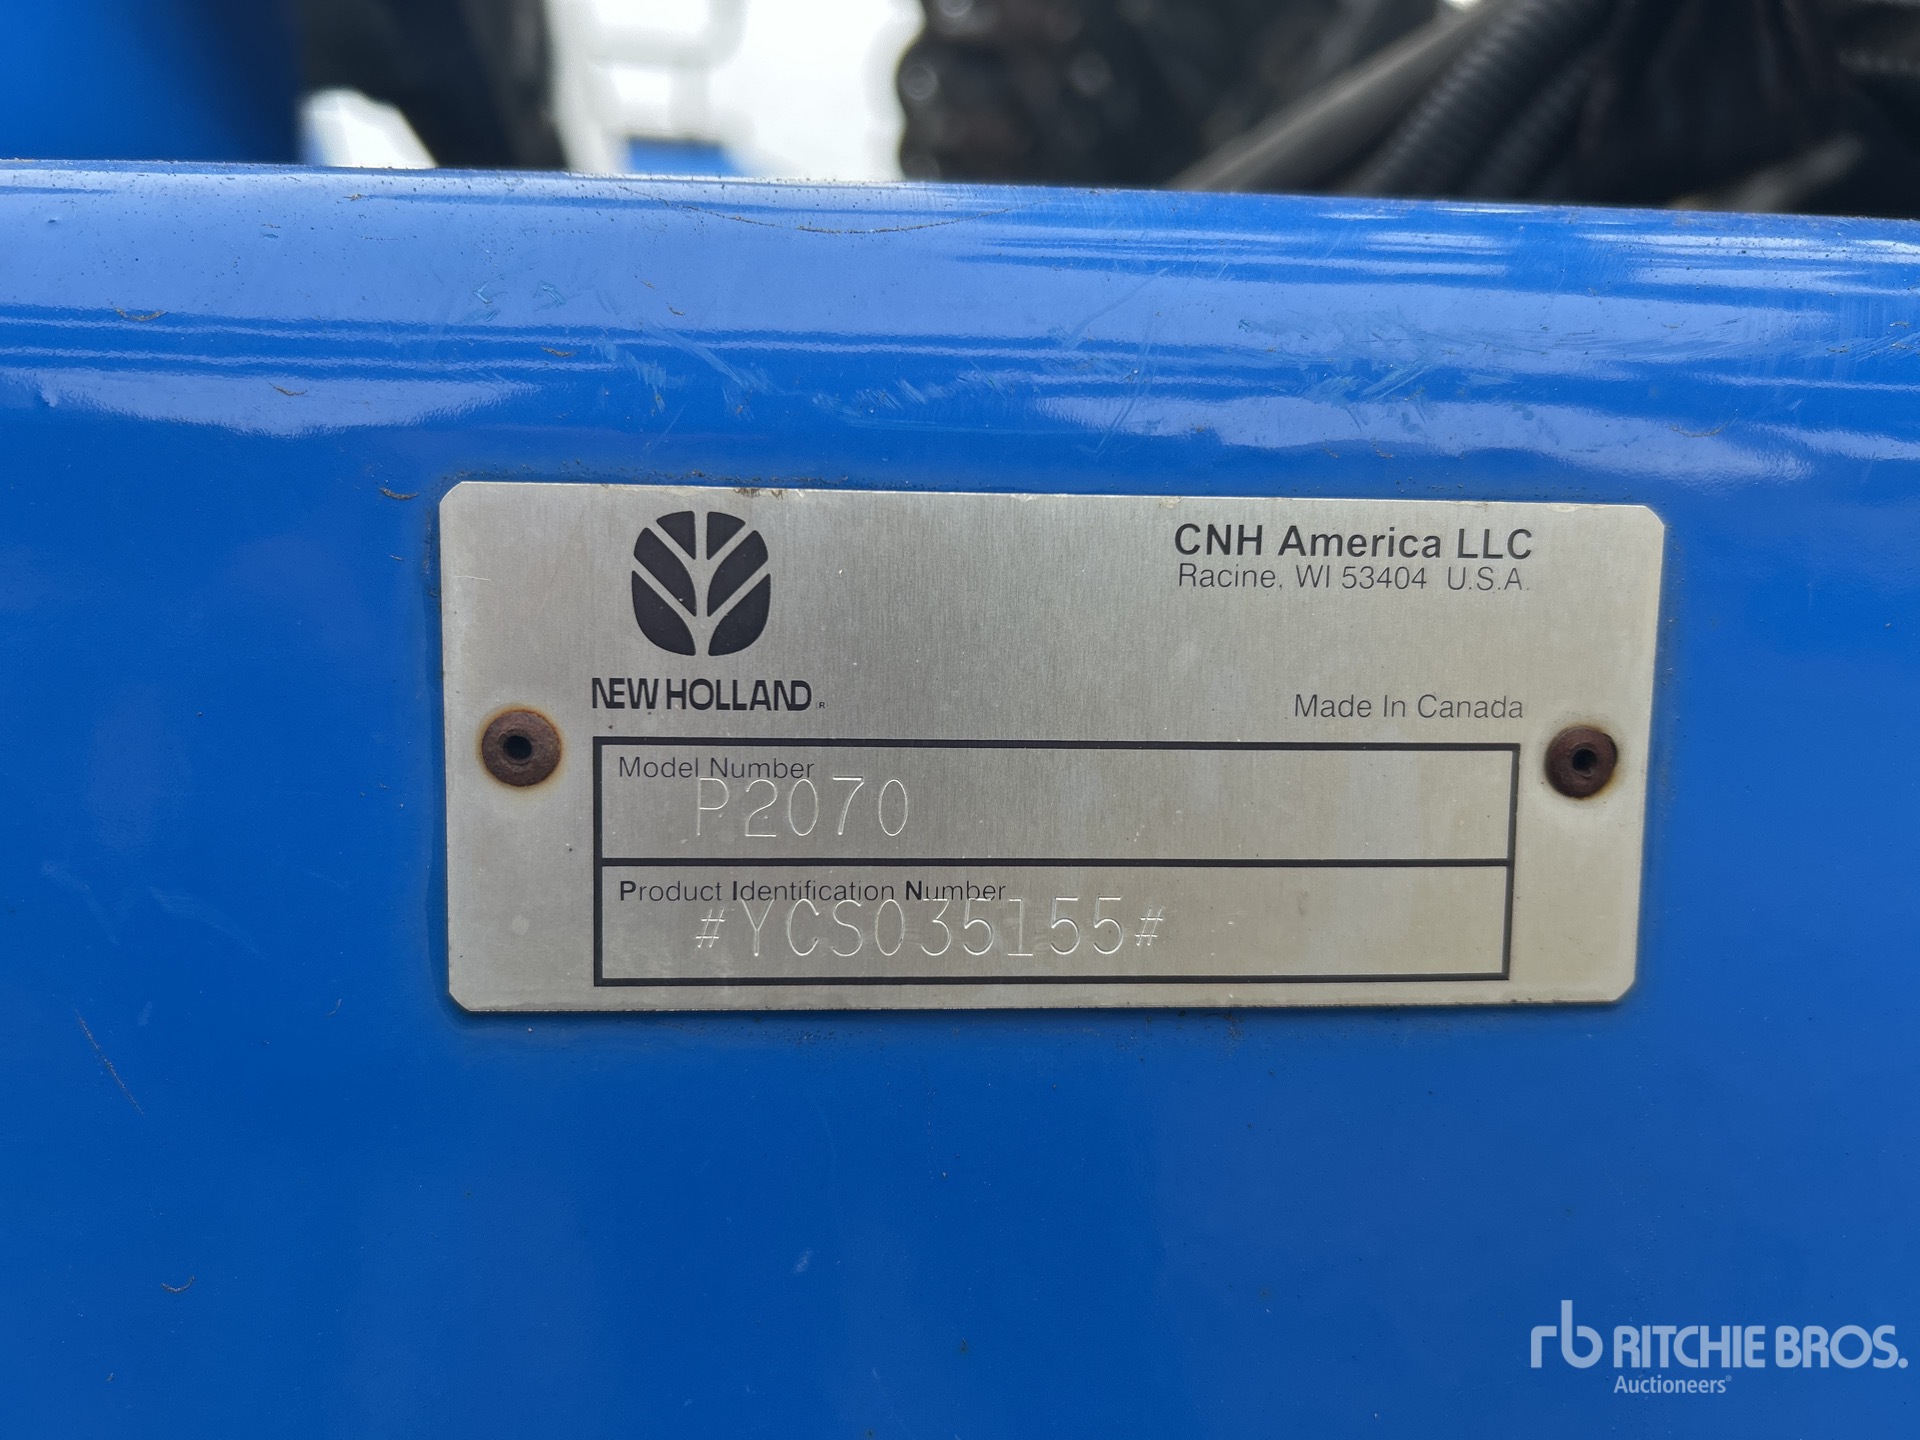 CNH America LLC
Racine, WI 53404 U.S.A.
NEW HOLLAND R
Made In Canada
Model Number
P2070
Product Identification Number
#YCS035155#
rb RITCHIE BROS.
Auctioneers®